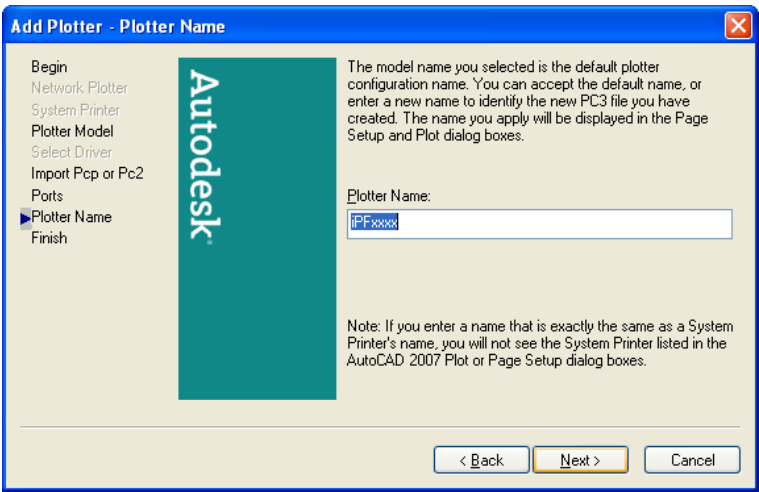 Add Plotter - Plotter Name
Begin
Network Plotter
System Printer
Plotter Model
Select Driver
Import Pcp or Pc2
Ports
Plotter Name
Finish
Autodesk
The model name you selected is the default plotter
configuration name. You can accept the default name, or
enter a new name to identify the new PC3 file you have
created. The name you apply will be displayed in the Page
Setup and Plot dialog boxes.
Plotter Name:
iPFxxxx
Note: If you enter a name that is exactly the same as a System
Printer's name, you will not see the System Printer listed in the
AutoCAD 2007 Plot or Page Setup dialog boxes.
< Back
Next >
Cancel